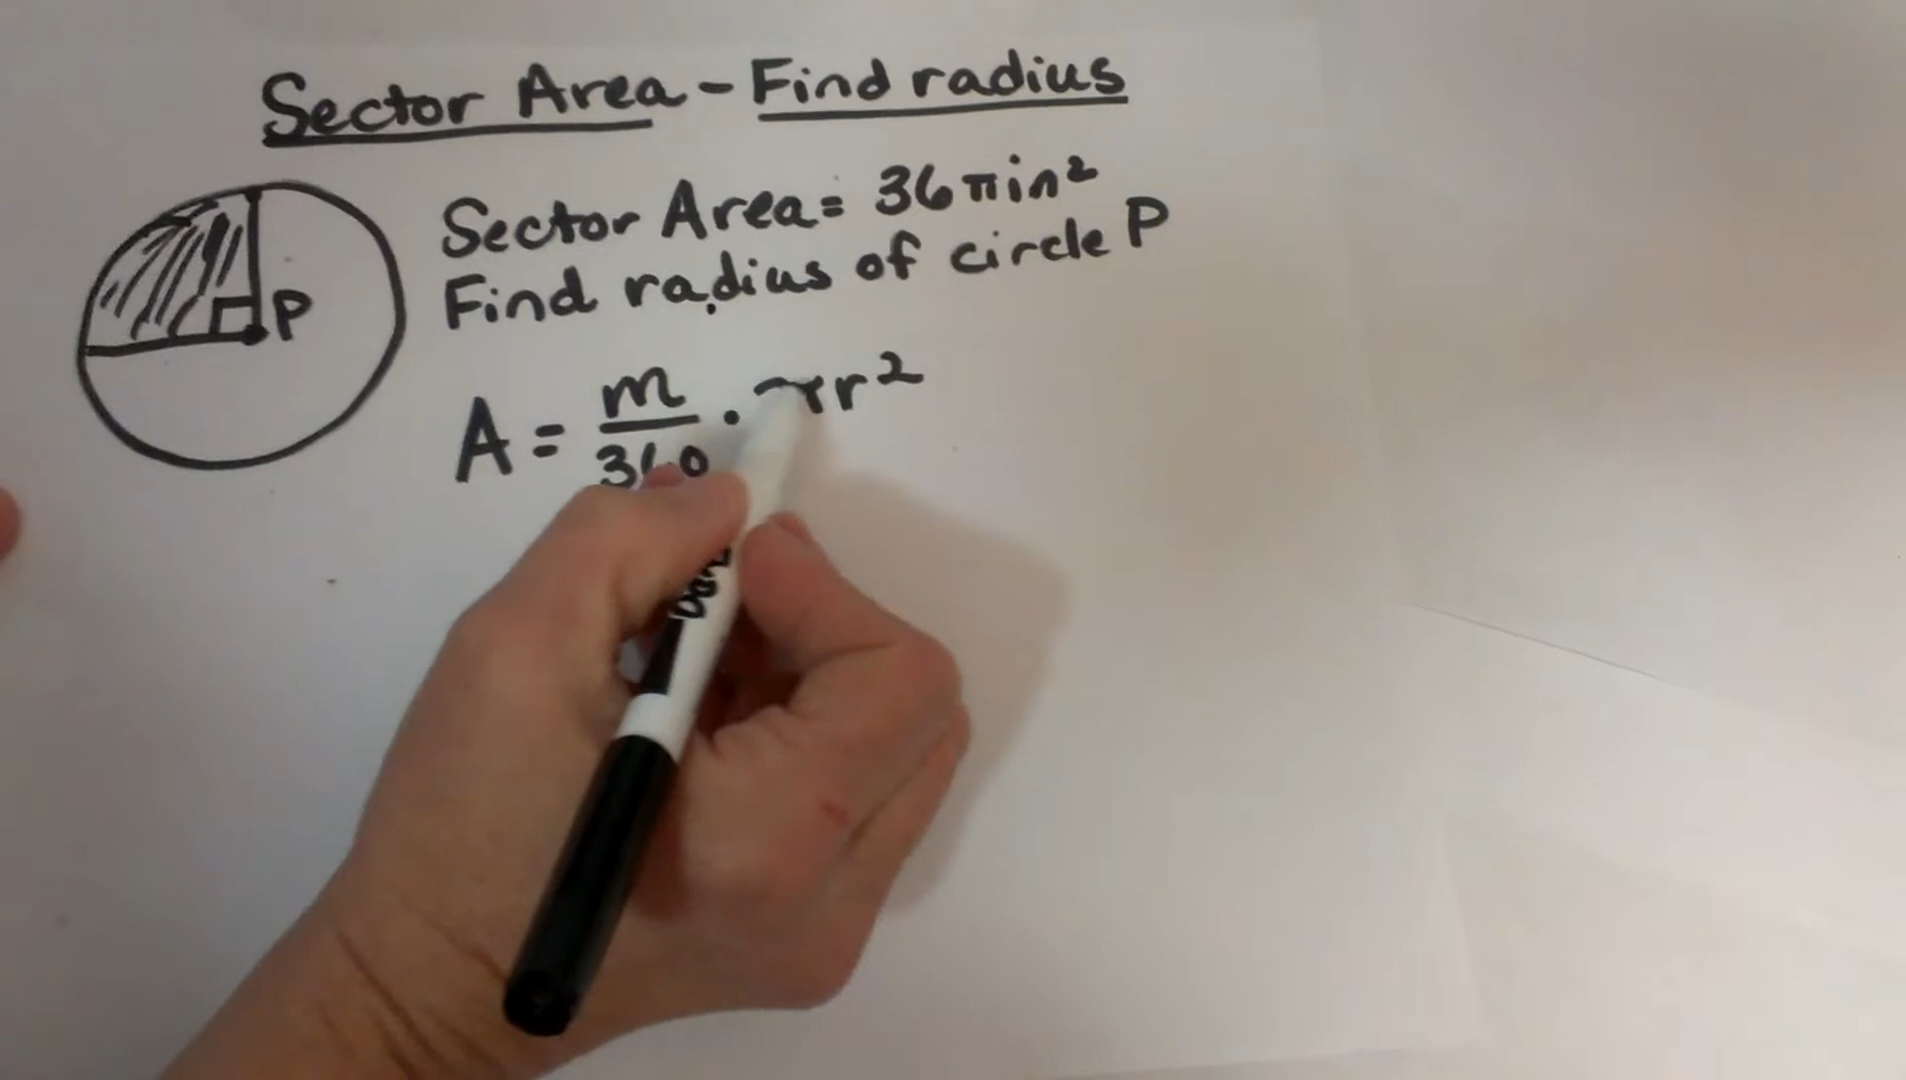 Sector Area - Find radius
Sector Area = 36πin²
Find radius of circle P
P
A = m/360 · πr²